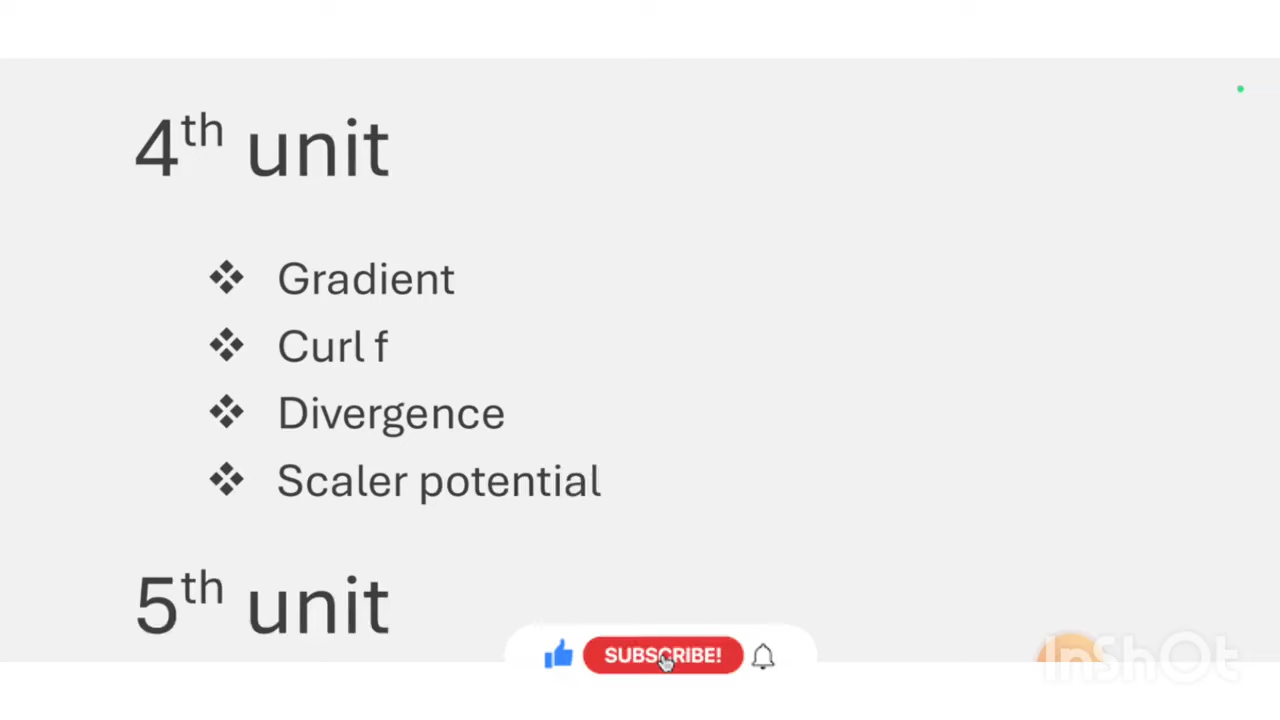 4th unit
❖ Gradient
❖ Curl f
❖ Divergence
❖ Scaler potential
5th unit
SUBSCRIBE!
InShOt